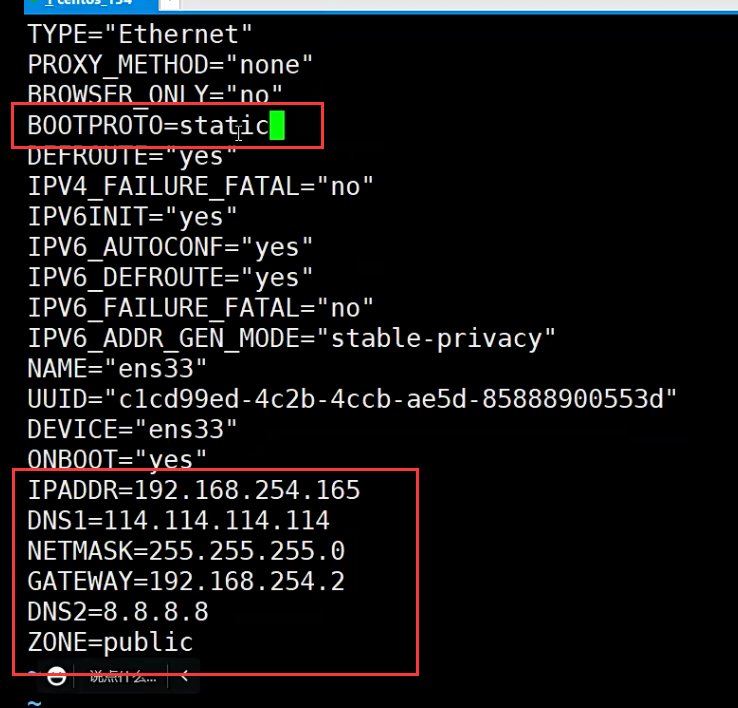 1 centos_134
TYPE="Ethernet"
PROXY_METHOD="none"
BROWSER_ONLY="no"
BOOTPROTO=static
DEFROUTE="yes"
IPV4_FAILURE_FATAL="no"
IPV6INIT="yes"
IPV6_AUTOCONF="yes"
IPV6_DEFROUTE="yes"
IPV6_FAILURE_FATAL="no"
IPV6_ADDR_GEN_MODE="stable-privacy"
NAME="ens33"
UUID="c1cd99ed-4c2b-4ccb-ae5d-85888900553d"
DEVICE="ens33"
ONBOOT="yes"
IPADDR=192.168.254.165
DNS1=114.114.114.114
NETMASK=255.255.255.0
GATEWAY=192.168.254.2
DNS2=8.8.8.8
ZONE=public
~ 说点什么...
~